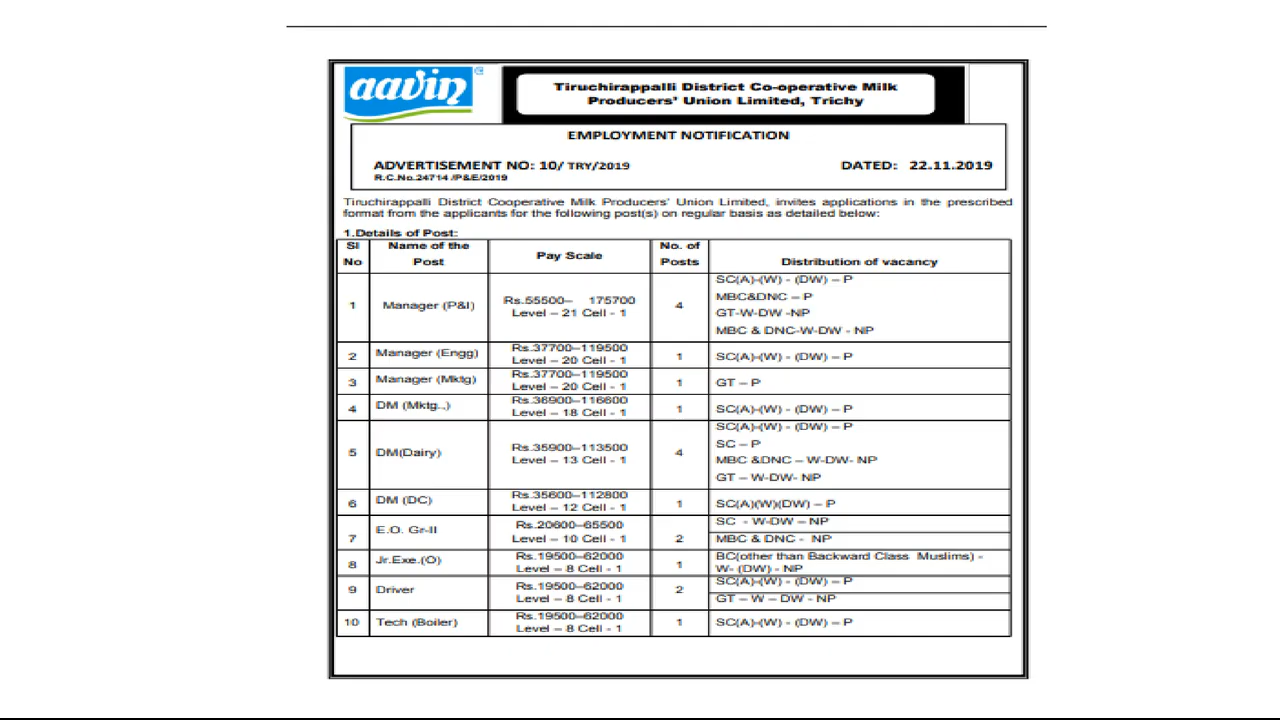 aavin
Tiruchirappalli District Co-operative Milk
Producers' Union Limited, Trichy
EMPLOYMENT NOTIFICATION
ADVERTISEMENT NO: 10/ TRY/2019 DATED: 22.11.2019
R.C.No.24714 /P&E/2019
Tiruchirappalli District Cooperative Milk Producers' Union Limited, invites applications in the prescribed
format from the applicants for the following post(s) on regular basis as detailed below:
1.Details of Post:
Sl No Name of the Post Pay Scale No. of Posts Distribution of vacancy
1 Manager (P&I) Rs.55500– 175700 Level – 21 Cell - 1 4 SC(A)-(W) - (DW) – P
MBC&DNC – P
GT-W-DW -NP
MBC & DNC-W-DW - NP
2 Manager (Engg) Rs.37700–119500 Level – 20 Cell - 1 1 SC(A)-(W) - (DW) – P
3 Manager (Mktg) Rs.37700–119500 Level – 20 Cell - 1 1 GT – P
4 DM (Mktg.,) Rs.36900–116600 Level – 18 Cell - 1 1 SC(A)-(W) - (DW) – P
5 DM(Dairy) Rs.35900–113500 Level – 13 Cell - 1 4 SC(A)-(W) - (DW) – P
SC – P
MBC &DNC – W-DW- NP
GT – W-DW- NP
6 DM (DC) Rs.35600–112800 Level – 12 Cell - 1 1 SC(A)(W)(DW) – P
7 E.O. Gr-II Rs.20600–65500 Level – 10 Cell - 1 2 SC - W-DW – NP
MBC & DNC - NP
8 Jr.Exe.(O) Rs.19500–62000 Level – 8 Cell - 1 1 BC(other than Backward Class Muslims) -
W- (DW) - NP
9 Driver Rs.19500–62000 Level – 8 Cell - 1 2 SC(A)-(W) - (DW) – P
GT – W – DW - NP
10 Tech (Boiler) Rs.19500–62000 Level – 8 Cell - 1 1 SC(A)-(W) - (DW) – P